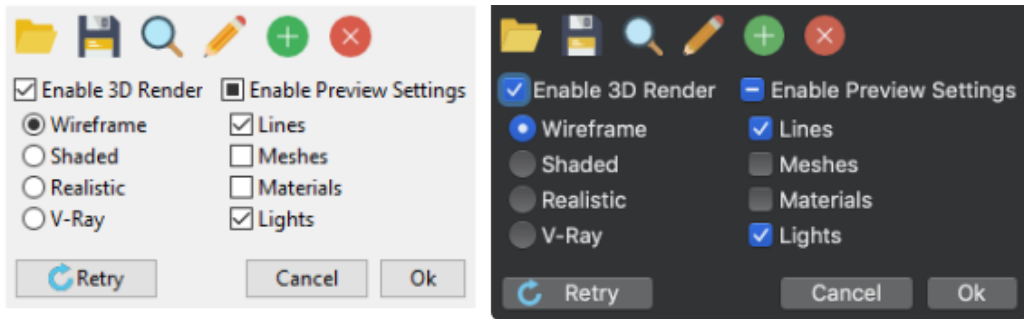 Enable 3D Render Enable Preview Settings
Wireframe Lines
Shaded Meshes
Realistic Materials
V-Ray Lights
Retry Cancel Ok
Enable 3D Render Enable Preview Settings
Wireframe Lines
Shaded Meshes
Realistic Materials
V-Ray Lights
Retry Cancel Ok